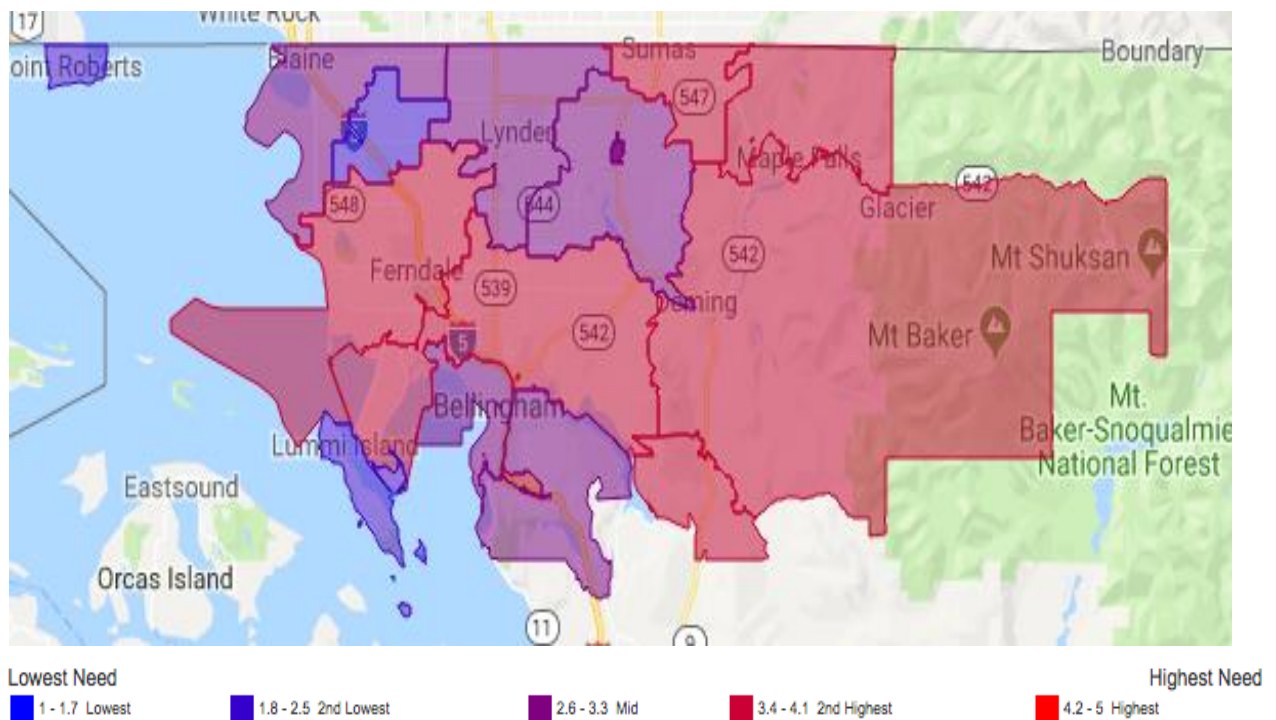 17
White Rock
Sumas
Boundary
oint Roberts
Blaine
547
5
Lynden
Maple Falls
542
548
544
Glacier
542
Mt Shuksan
Ferndale
539
Deming
542
Mt Baker
5
Mt.
Baker-Snoqualmie
National Forest
Bellingham
Lummi Island
Eastsound
Orcas Island
11
9
Lowest Need
Highest Need
1 - 1.7 Lowest
1.8 - 2.5 2nd Lowest
2.6 - 3.3 Mid
3.4 - 4.1 2nd Highest
4.2 - 5 Highest